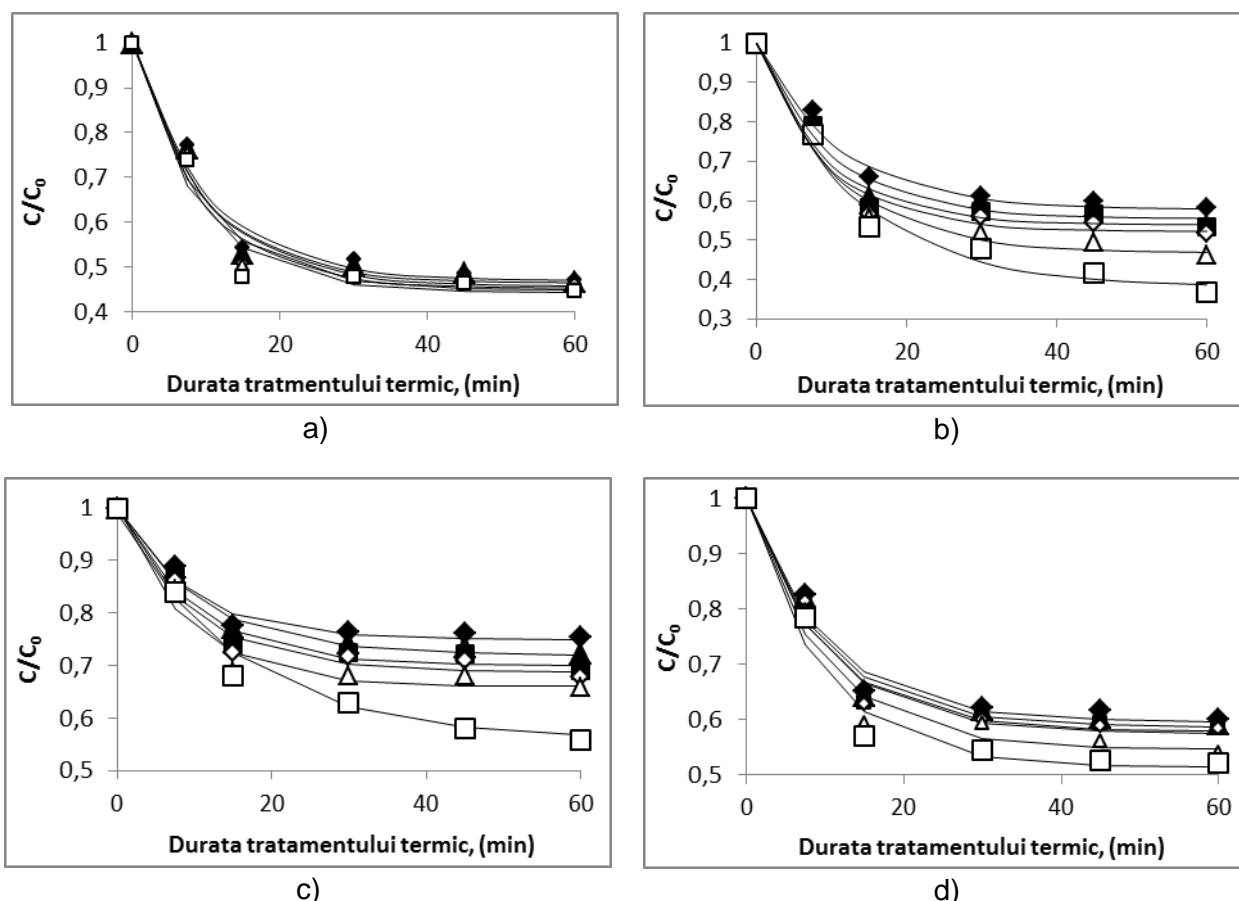 1
0,9
0,8
0,7
0,6
0,5
0,4
C/C₀
0 20 40 60
Durata tratmentului termic, (min)
a)
1
0,9
0,8
0,7
0,6
0,5
0,4
0,3
C/C₀
0 20 40 60
Durata tratamentului termic, (min)
b)
1
0,9
0,8
0,7
0,6
0,5
C/C₀
0 20 40 60
Durata tratamentului termic, (min)
c)
1
0,9
0,8
0,7
0,6
0,5
C/C₀
0 20 40 60
Durata tratamentului termic, (min)
d)